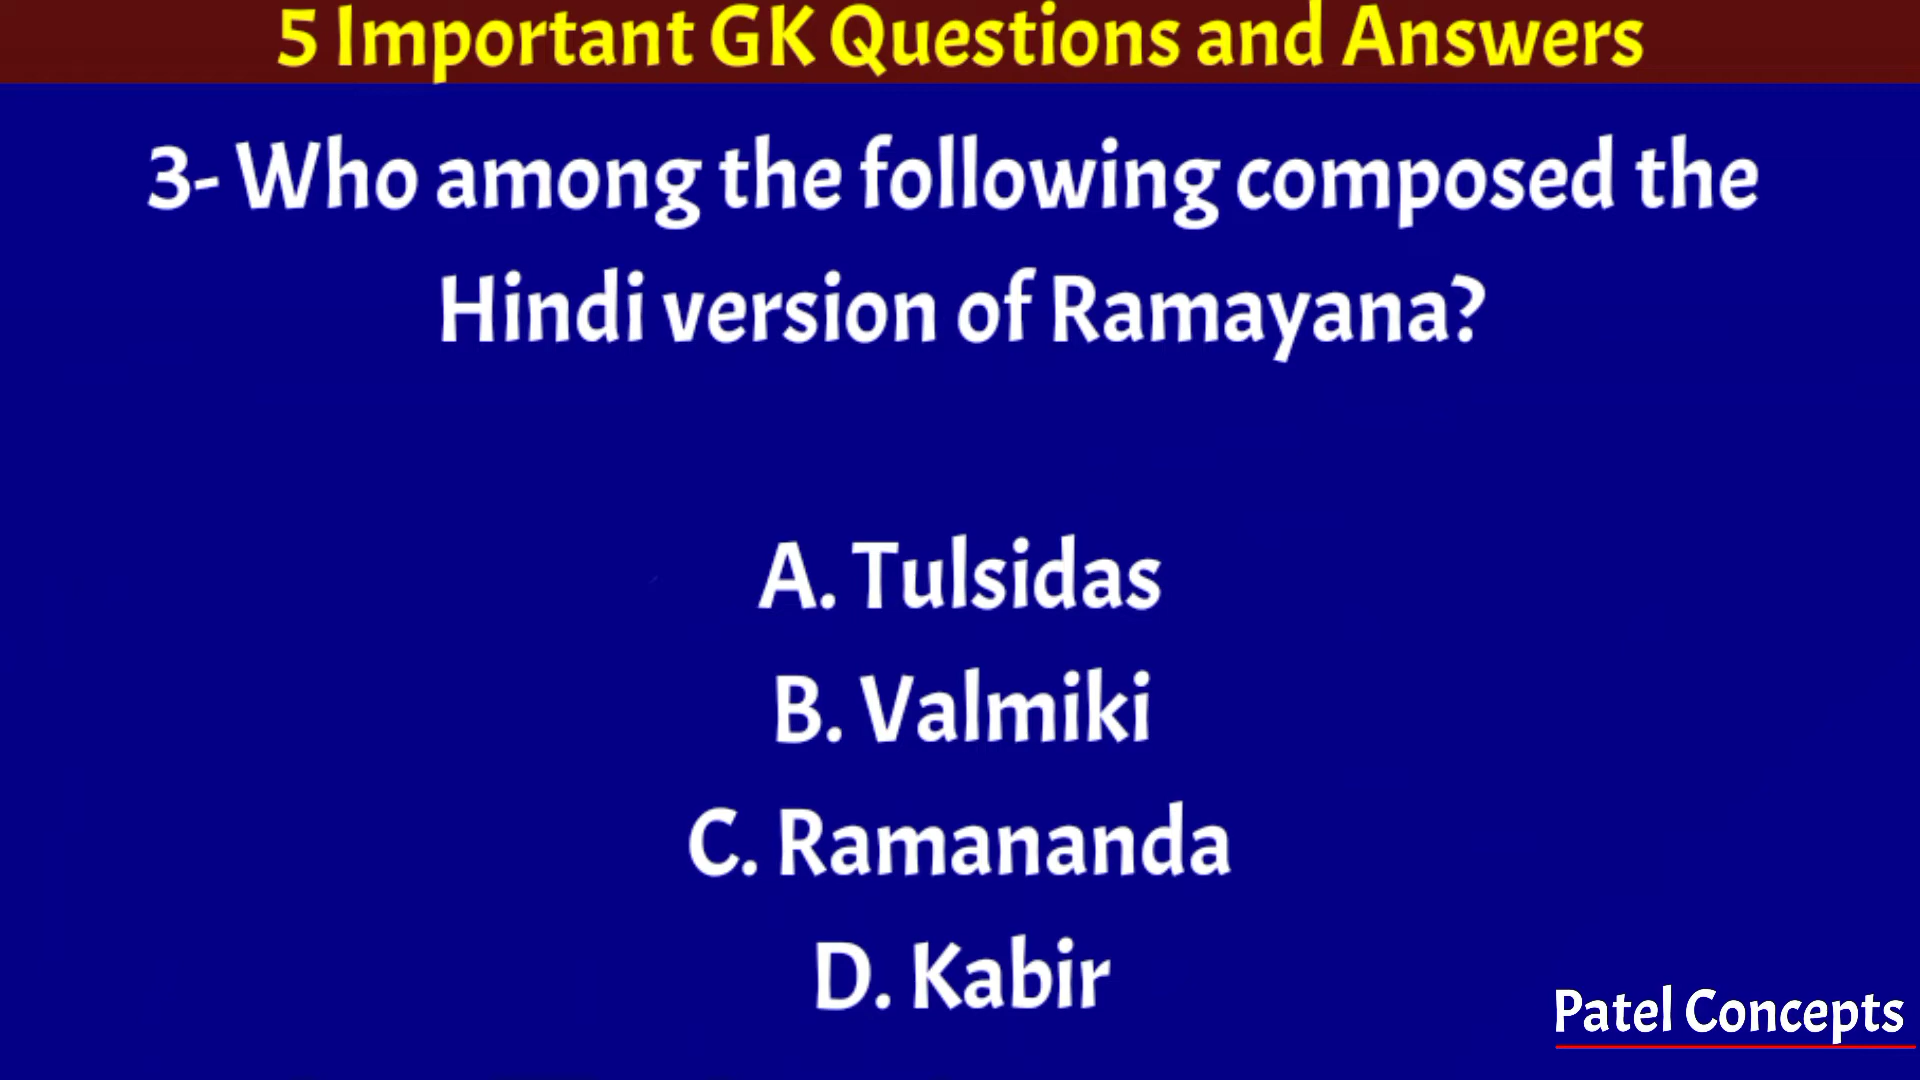 5 Important GK Questions and Answers
3- Who among the following composed the
Hindi version of Ramayana?
A. Tulsidas
B. Valmiki
C. Ramananda
D. Kabir
Patel Concepts